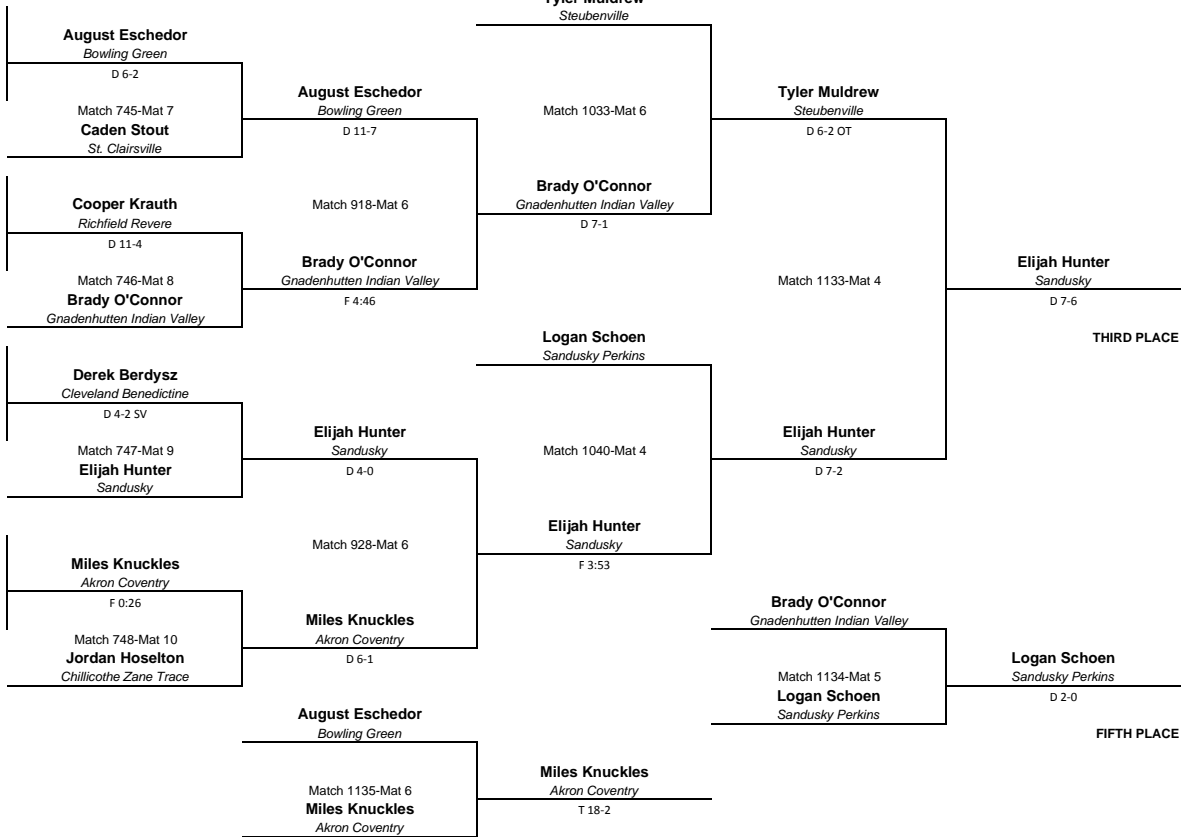 Tyler Muldrew
Steubenville
August Eschedor
Bowling Green
D 6-2
Match 745-Mat 7
Caden Stout
St. Clairsville
August Eschedor
Bowling Green
D 11-7
Match 1033-Mat 6
Tyler Muldrew
Steubenville
D 6-2 OT
Cooper Krauth
Richfield Revere
D 11-4
Match 746-Mat 8
Brady O'Connor
Gnadenhutten Indian Valley
Match 918-Mat 6
Brady O'Connor
Gnadenhutten Indian Valley
F 4:46
Brady O'Connor
Gnadenhutten Indian Valley
D 7-1
Match 1133-Mat 4
Elijah Hunter
Sandusky
D 7-6
THIRD PLACE
Derek Berdysz
Cleveland Benedictine
D 4-2 SV
Match 747-Mat 9
Elijah Hunter
Sandusky
Elijah Hunter
Sandusky
D 4-0
Logan Schoen
Sandusky Perkins
Match 1040-Mat 4
Elijah Hunter
Sandusky
D 7-2
Miles Knuckles
Akron Coventry
F 0:26
Match 748-Mat 10
Jordan Hoselton
Chillicothe Zane Trace
Match 928-Mat 6
Miles Knuckles
Akron Coventry
D 6-1
Elijah Hunter
Sandusky
F 3:53
Brady O'Connor
Gnadenhutten Indian Valley
Match 1134-Mat 5
Logan Schoen
Sandusky Perkins
Logan Schoen
Sandusky Perkins
D 2-0
FIFTH PLACE
August Eschedor
Bowling Green
Match 1135-Mat 6
Miles Knuckles
Akron Coventry
Miles Knuckles
Akron Coventry
T 18-2